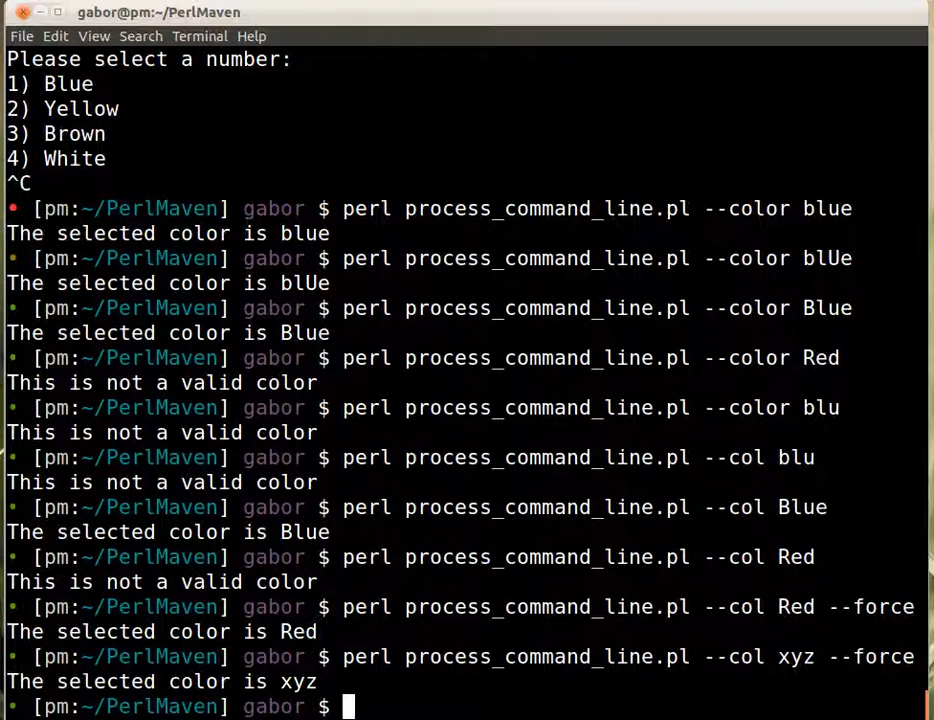 gabor@pm:~/PerlMaven
File Edit View Search Terminal Help
Please select a number:
1) Blue
2) Yellow
3) Brown
4) White
^C
• [pm:~/PerlMaven] gabor $ perl process_command_line.pl --color blue
The selected color is blue
• [pm:~/PerlMaven] gabor $ perl process_command_line.pl --color blUe
The selected color is blUe
• [pm:~/PerlMaven] gabor $ perl process_command_line.pl --color Blue
The selected color is Blue
• [pm:~/PerlMaven] gabor $ perl process_command_line.pl --color Red
This is not a valid color
• [pm:~/PerlMaven] gabor $ perl process_command_line.pl --color blu
This is not a valid color
• [pm:~/PerlMaven] gabor $ perl process_command_line.pl --col blu
This is not a valid color
• [pm:~/PerlMaven] gabor $ perl process_command_line.pl --col Blue
The selected color is Blue
• [pm:~/PerlMaven] gabor $ perl process_command_line.pl --col Red
This is not a valid color
• [pm:~/PerlMaven] gabor $ perl process_command_line.pl --col Red --force
The selected color is Red
• [pm:~/PerlMaven] gabor $ perl process_command_line.pl --col xyz --force
The selected color is xyz
• [pm:~/PerlMaven] gabor $